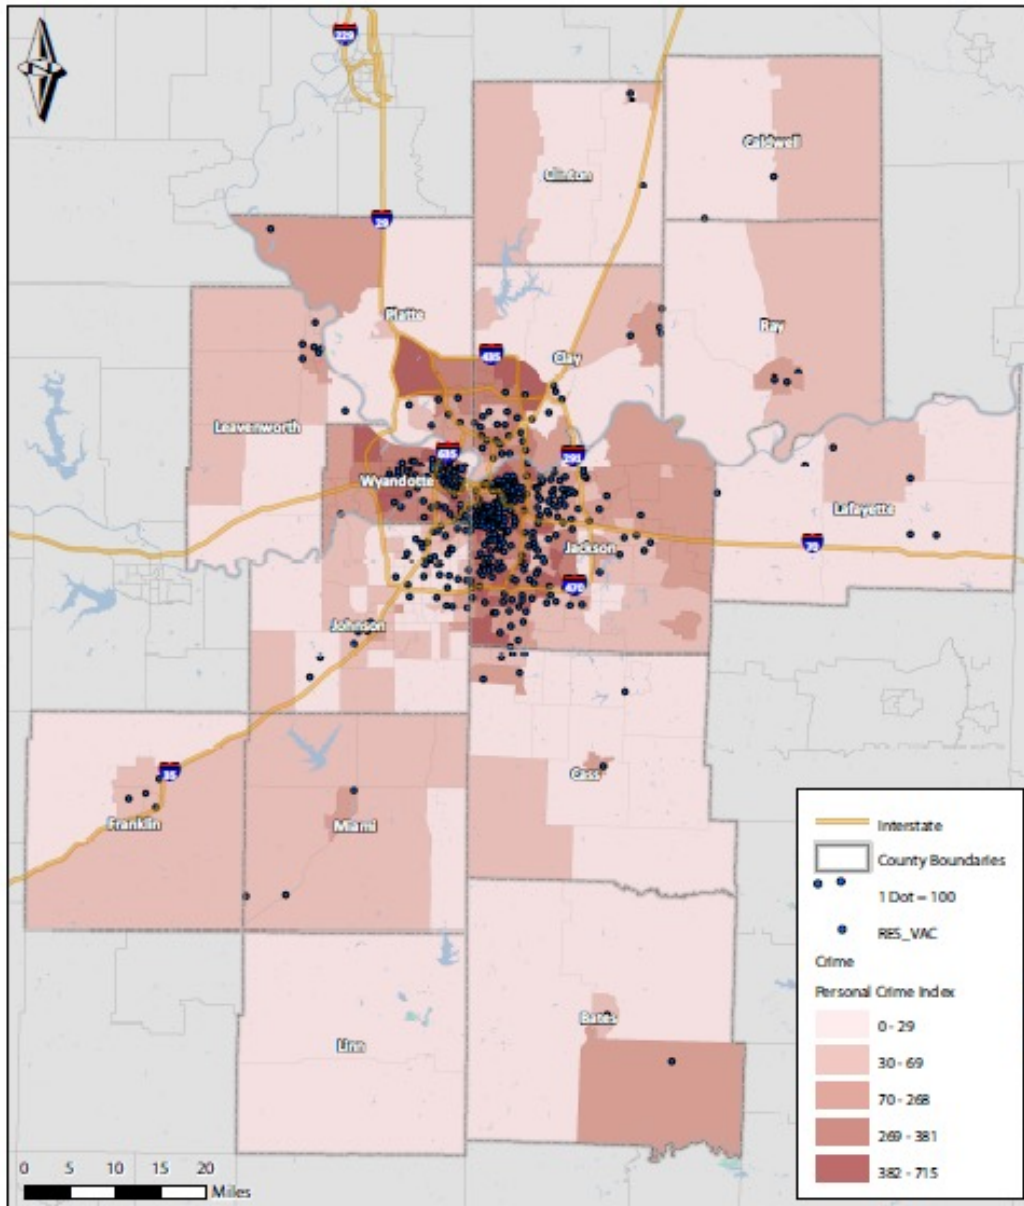 N
229
Caldwell
Clinton
29
Platte
Ray
435
Clay
Leavenworth
635
291
Wyandotte
Lafayette
70
Jackson
470
Johnson
Cass
35
Franklin
Miami
Bates
Linn
Interstate
County Boundaries
1 Dot = 100
RES_VAC
Crime
Personal Crime Index
0 - 29
30 - 69
70 - 268
269 - 381
382 - 715
0 5 10 15 20
Miles